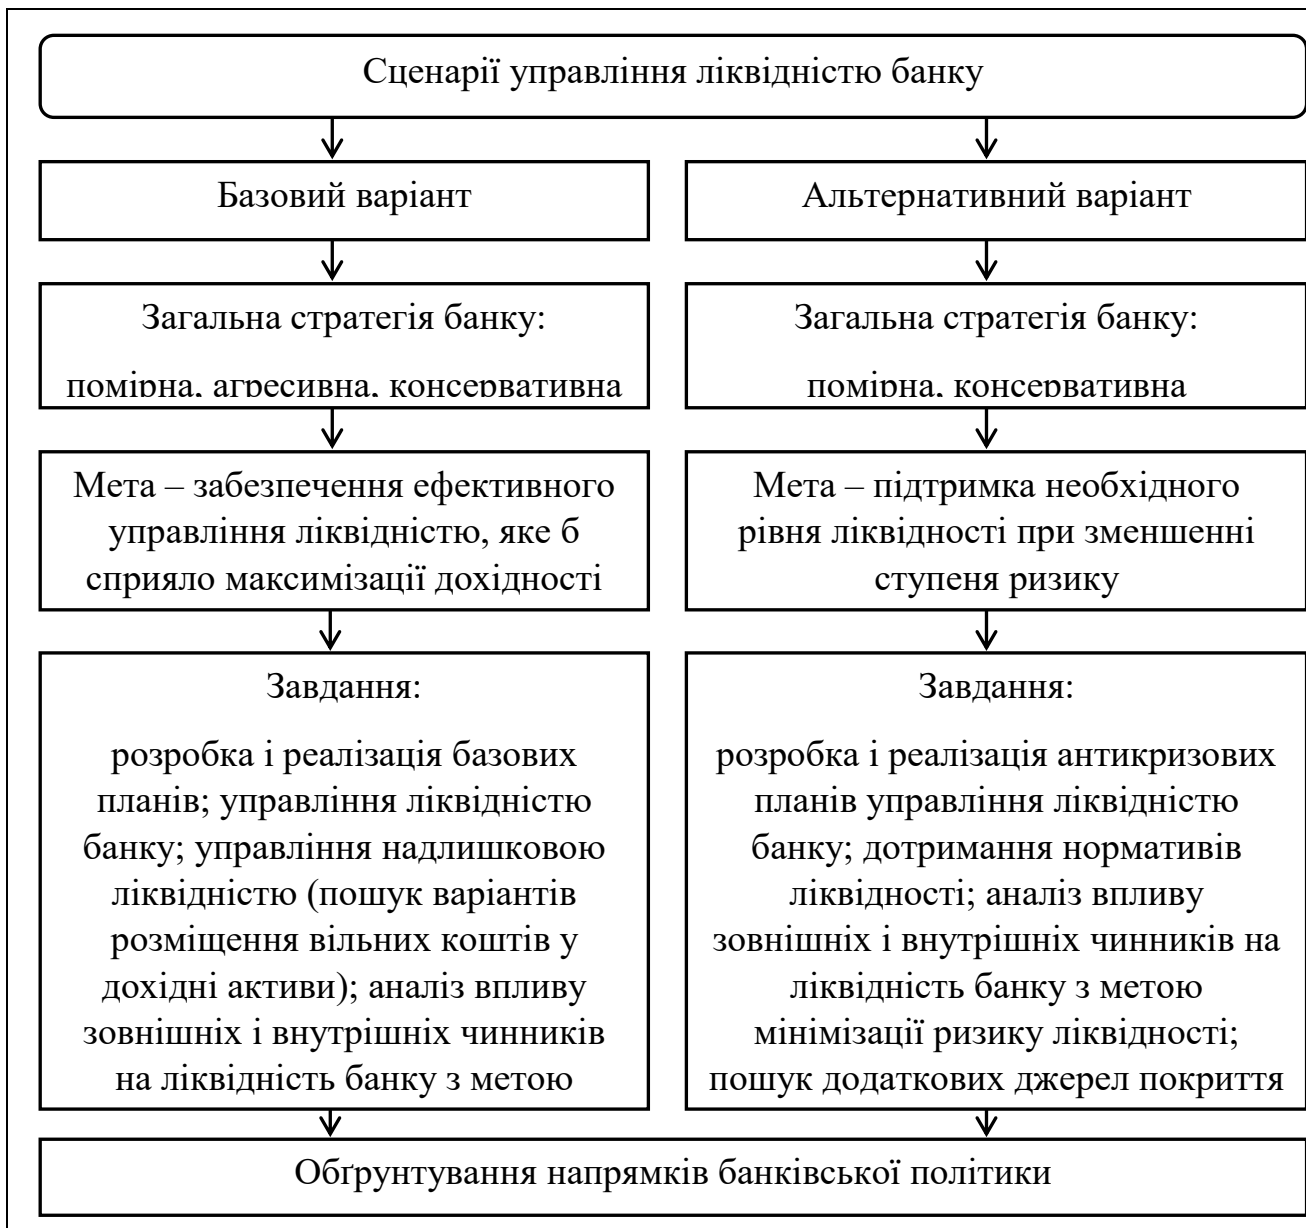 Сценарії управління ліквідністю банку
Базовий варіант
Альтернативний варіант
Загальна стратегія банку:
помірна, агресивна, консервативна
Загальна стратегія банку:
помірна, консервативна
Мета – забезпечення ефективного
управління ліквідністю, яке б
сприяло максимізації дохідності
Мета – підтримка необхідного
рівня ліквідності при зменшенні
ступеня ризику
Завдання:
розробка і реалізація базових
планів; управління ліквідністю
банку; управління надлишковою
ліквідністю (пошук варіантів
розміщення вільних коштів у
дохідні активи); аналіз впливу
зовнішніх і внутрішніх чинників
на ліквідність банку з метою
Завдання:
розробка і реалізація антикризових
планів управління ліквідністю
банку; дотримання нормативів
ліквідності; аналіз впливу
зовнішніх і внутрішніх чинників на
ліквідність банку з метою
мінімізації ризику ліквідності;
пошук додаткових джерел покриття
Обґрунтування напрямків банківської політики